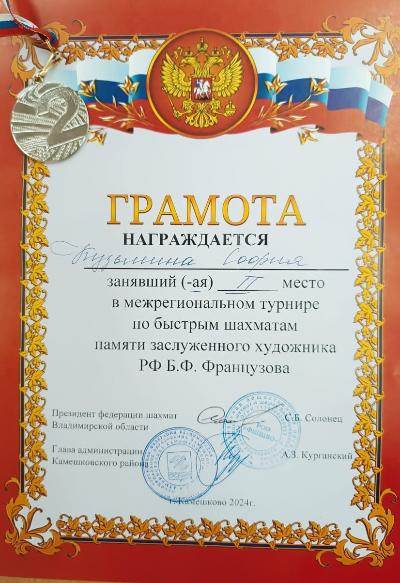 2
ГРАМОТА
НАГРАЖДАЕТСЯ
Кузьмина София
занявший (-ая) II место
в межрегиональном турнире
по быстрым шахматам
памяти заслуженного художника
РФ Б.Ф. Французова
Президент федерации шахмат
Владимирской области
С.Б. Солонец
Глава администрации
Камешковского района
А.З. Курганский
г. Камешково 2024г.